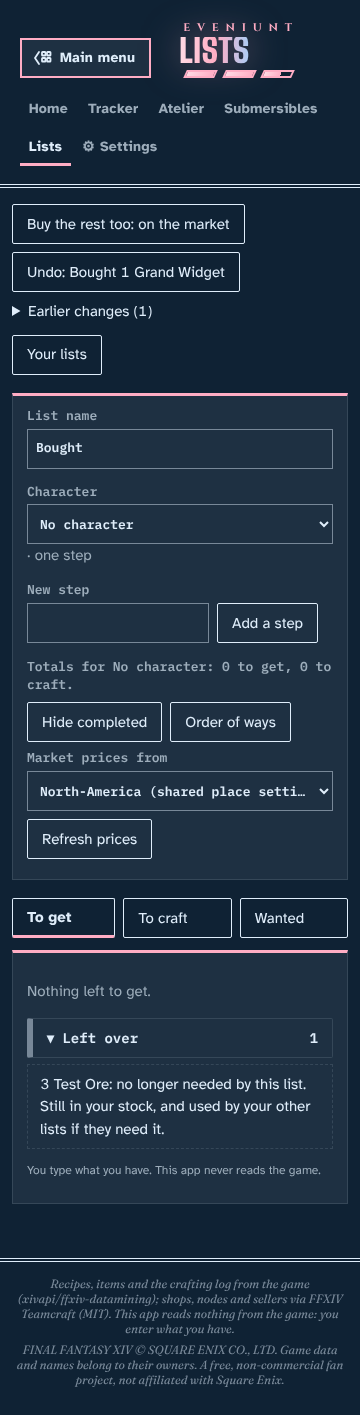 EVENIUNT
LISTS
Main menu
Home Tracker Atelier Submersibles
Lists ⚙ Settings
Buy the rest too: on the market
Undo: Bought 1 Grand Widget
▶ Earlier changes (1)
Your lists
List name
Bought
Character
No character
· one step
New step
Add a step
Totals for No character: 0 to get, 0 to
craft.
Hide completed Order of ways
Market prices from
North-America (shared place setti…
Refresh prices
To get To craft Wanted
Nothing left to get.
▼ Left over 1
3 Test Ore: no longer needed by this list.
Still in your stock, and used by your other
lists if they need it.
You type what you have. This app never reads the game.
Recipes, items and the crafting log from the game
(xivapi/ffxiv-datamining); shops, nodes and sellers via FFXIV
Teamcraft (MIT). This app reads nothing from the game: you
enter what you have.
FINAL FANTASY XIV © SQUARE ENIX CO., LTD. Game data
and names belong to their owners. A free, non-commercial fan
project, not affiliated with Square Enix.